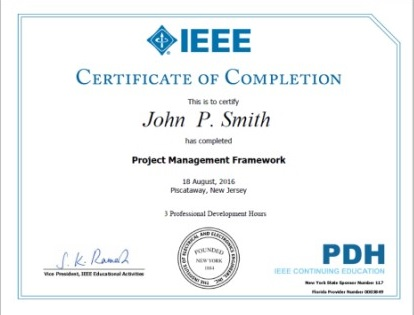 IEEE
CERTIFICATE OF COMPLETION
This is to certify
John P. Smith
has completed
Project Management Framework
18 August, 2016
Piscataway, New Jersey
3 Professional Development Hours
S. K. Ramesh
Vice President, IEEE Educational Activities
THE INSTITUTE OF ELECTRICAL AND ELECTRONICS ENGINEERS, INC.
FOUNDED
NEW YORK
1884
PDH
IEEE CONTINUING EDUCATION
New York State Sponsor Number 117
Florida Provider Number